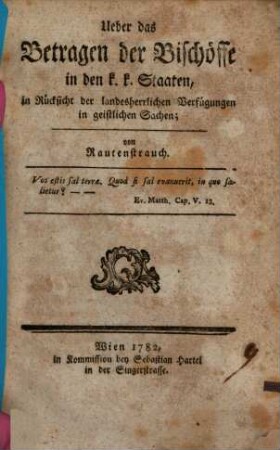 Ueber das
Betragen der Bischöffe
in den k. k. Staaten,
in Rücksicht der landesherrlichen Verfügungen
in geistlichen Sachen;
von
Rautenstrauch.
Vos estis sal terræ. Quod si sal evanuerit, in quo sa-
lietur? — —
Ev. Matth. Cap. V. 13.
Wien 1782,
in Kommission bey Sebastian Hartel
in der Singerstrasse.